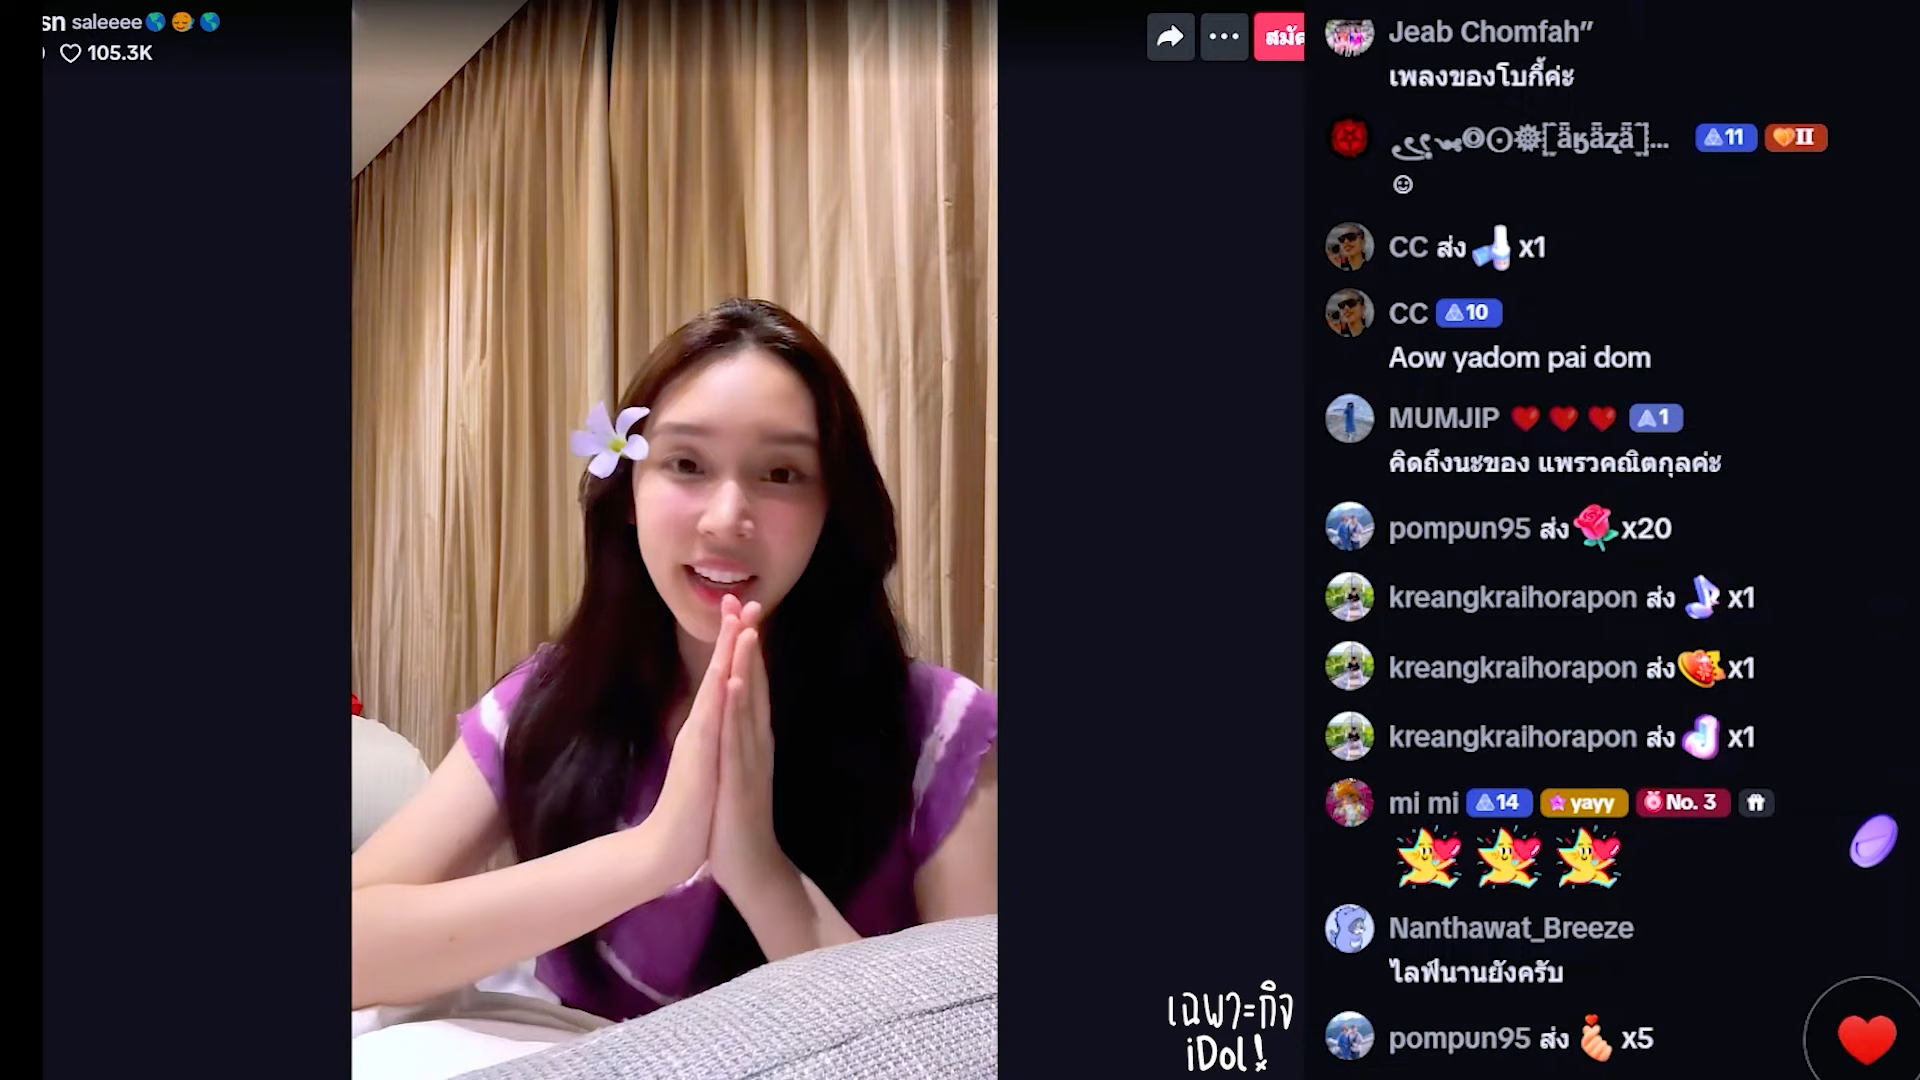 sn saleeee
105.3K
สมัค
Jeab Chomfah"
เพลงของโบกี้ค่ะ
CC ส่ง x1
CC 10
Aow yadom pai dom
MUMJIP 1
คิดถึงนะของ แพรวคณิตกุลค่ะ
pompun95 ส่ง x20
kreangkraihorapon ส่ง x1
kreangkraihorapon ส่ง x1
kreangkraihorapon ส่ง x1
mi mi 14 yayy No. 3
Nanthawat_Breeze
ไลฟ์นานยังครับ
pompun95 ส่ง x5
เฉพาะกิจ
iDol!